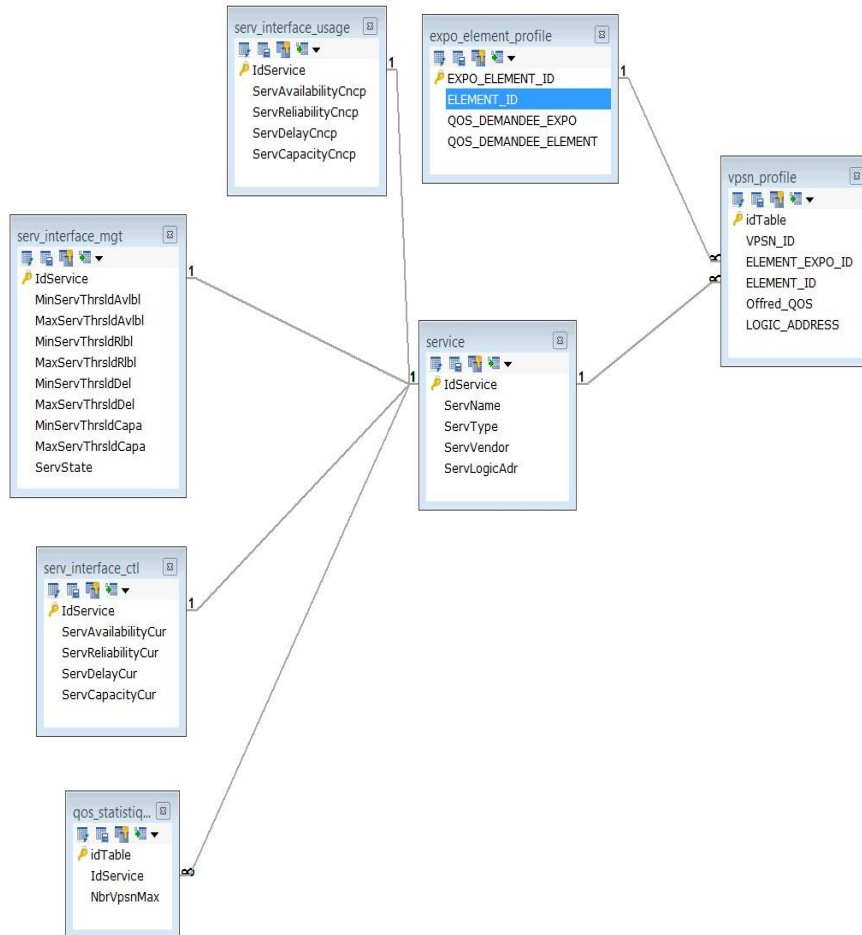 serv_interface_usage
IdService
ServAvailabilityCncp
ServReliabilityCncp
ServDelayCncp
ServCapacityCncp
1
expo_element_profile
EXPO_ELEMENT_ID
ELEMENT_ID
QOS_DEMANDEE_EXPO
QOS_DEMANDEE_ELEMENT
1
vpsn_profile
idTable
VPSN_ID
ELEMENT_EXPO_ID
ELEMENT_ID
Offred_QOS
LOGIC_ADDRESS
serv_interface_mgt
IdService
MinServThrsldAvlbl
MaxServThrsldAvlbl
MinServThrsldRlbl
MaxServThrsldRlbl
MinServThrsldDel
MaxServThrsldDel
MinServThrsldCapa
MaxServThrsldCapa
ServState
1
service
IdService
ServName
ServType
ServVendor
ServLogicAdr
1
1
serv_interface_ctl
IdService
ServAvailabilityCur
ServReliabilityCur
ServDelayCur
ServCapacityCur
1
qos_statistiq...
idTable
IdService
NbrVpsnMax